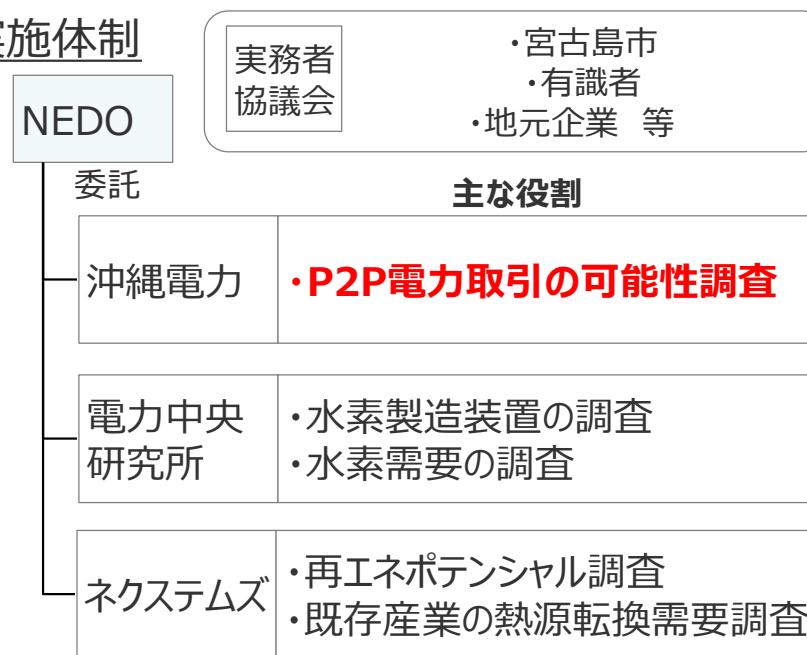 実施体制
実務者
協議会
・宮古島市
・有識者
・地元企業 等
NEDO
委託
主な役割
沖縄電力
・P2P電力取引の可能性調査
電力中央
研究所
・水素製造装置の調査
・水素需要の調査
ネクステムズ
・再エネポテンシャル調査
・既存産業の熱源転換需要調査